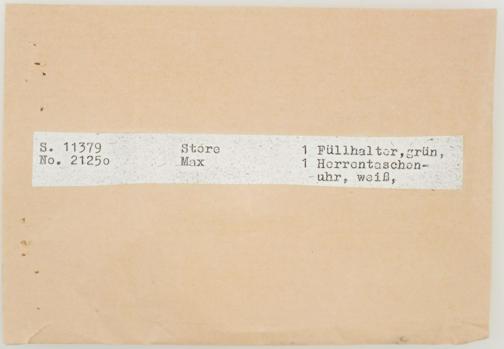 S. 11379 Store 1 Füllhalter,grün,
No. 2125o Max 1 Herrentaschen-
uhr, weiß,